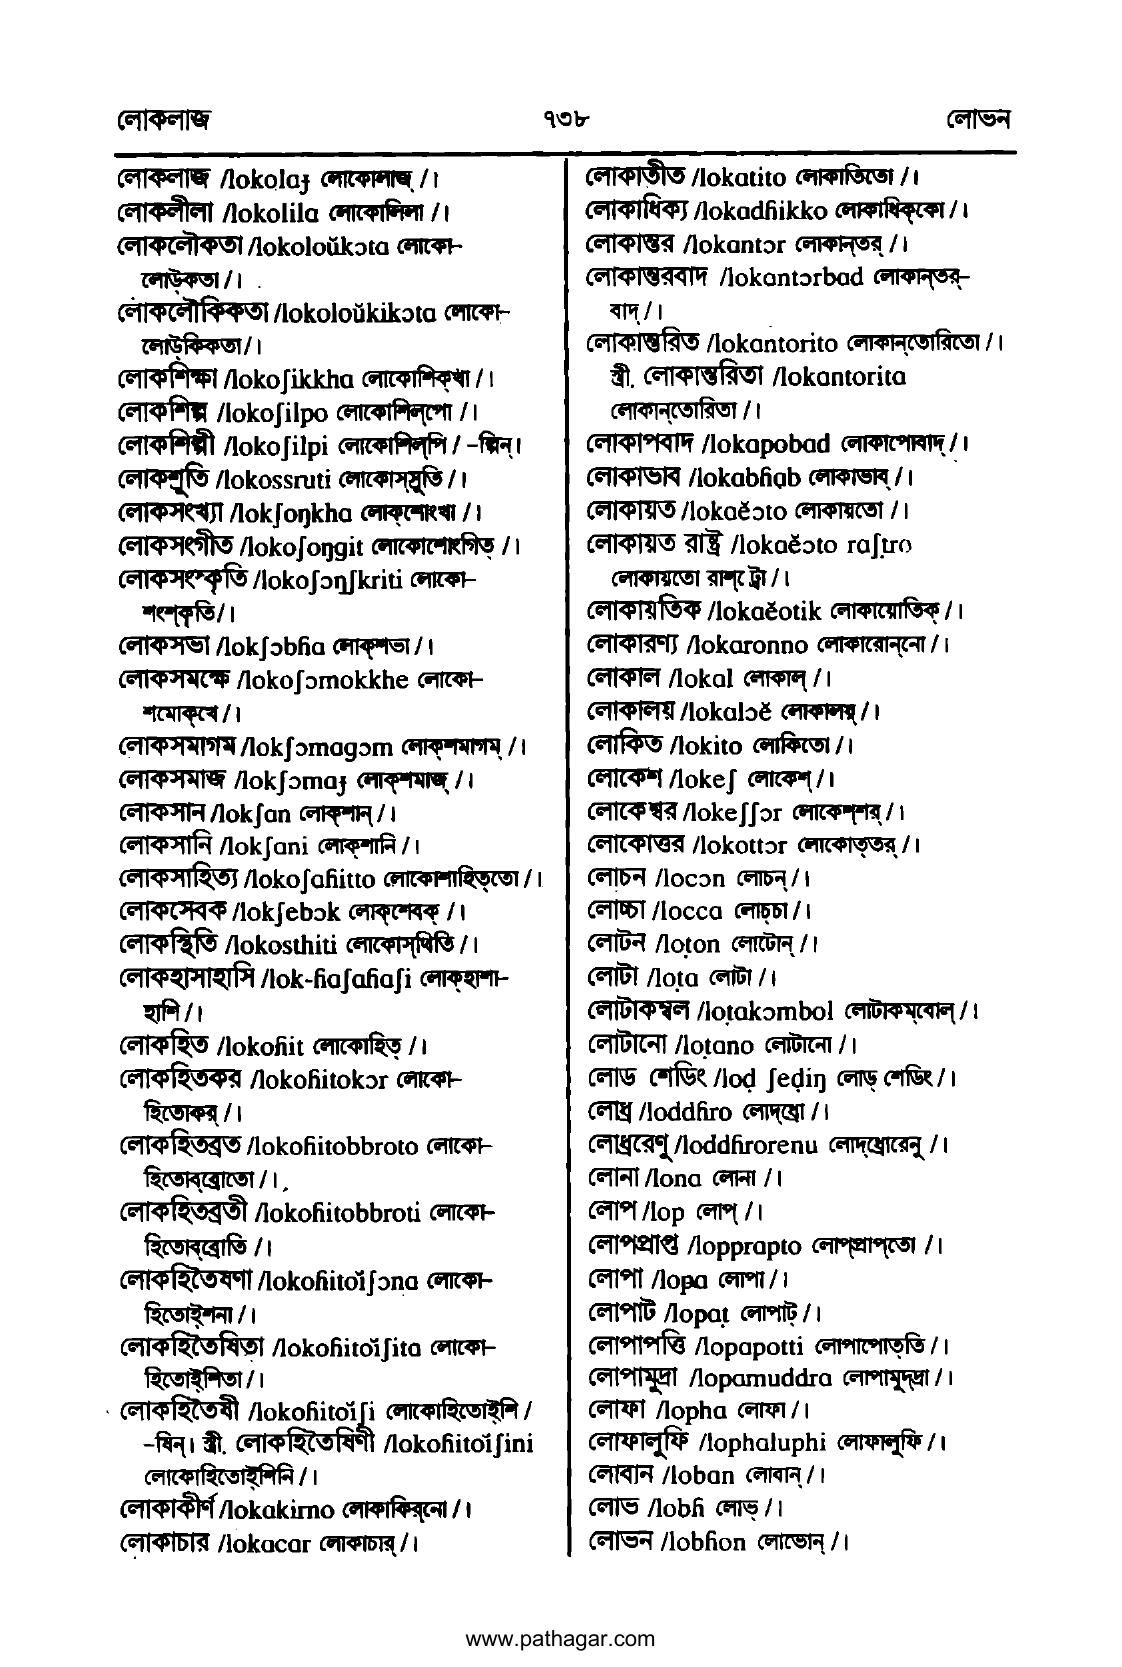 লোকলাজ ৭৩৮ লোভন
লোকলাজ /lokolaɟ লোকোলাজ্ /।
লোকলীলা /lokolila লোকোলিলা /।
লোকলৌকতা /lokoloŭkɔta লোকো-
লোউ্‌কতা /।
লোকলৌকিকতা /lokoloŭkikɔta লোকো-
লোউ্‌কিকতা /।
লোকশিক্ষা /lokoʃikkha লোকোশিক্‌খা /।
লোকশিল্প /lokoʃilpo লোকোশিল্‌পো /।
লোকশিল্পী /lokoʃilpi লোকোশিল্‌পি / -ল্পিন্।
লোকশ্রুতি /lokossruti লোকোস্‌স্রুতি /।
লোকসংখ্যা /lokʃoŋkha লোক্‌শোংখা /।
লোকসংগীত /lokoʃoŋgit লোকোশোংগিত্ /।
লোকসংস্কৃতি /lokoʃɔŋʃkriti লোকো-
শংশ্‌কৃতি /।
লোকসভা /lokʃɔbɦa লোক্‌শভা /।
লোকসমক্ষে /lokoʃɔmokkhe লোকো-
শমোক্‌খে /।
লোকসমাগম /lokʃɔmagɔm লোক্‌শমাগম্ /।
লোকসমাজ /lokʃɔmaɟ লোক্‌শমাজ্ /।
লোকসান /lokʃan লোক্‌শান্ /।
লোকসানি /lokʃani লোক্‌শানি /।
লোকসাহিত্য /lokoʃaɦitto লোকোশাহিত্‌তো /।
লোকসেবক /lokʃebɔk লোক্‌শেবক্ /।
লোকস্থিতি /lokosthiti লোকোস্‌থিতি /।
লোকহাসাহাসি /lok-ɦaʃaɦaʃi লোক্‌হাশা-
হাশি /।
লোকহিত /lokoɦit লোকোহিত্ /।
লোকহিতকর /lokoɦitokɔr লোকো-
হিতোকর্ /।
লোকহিতব্রত /lokoɦitobbroto লোকো-
হিতোব্‌ব্রোতো /।
লোকহিতব্রতী /lokoɦitobbroti লোকো-
হিতোব্‌ব্রোতি /।
লোকহিতৈষণা /lokoɦitoĭʃɔna লোকো-
হিতোই্‌শনা /।
লোকহিতৈষিতা /lokoɦitoĭʃita লোকো-
হিতোই্‌শিতা /।
লোকহিতৈষী /lokoɦitoĭʃi লোকোহিতোই্‌শি /
-ষিন্। স্ত্রী. লোকহিতৈষিণী /lokoɦitoĭʃini
লোকোহিতোই্‌শিনি /।
লোকাকীর্ণ /lokakirno লোকাকির্‌নো /।
লোকাচার /lokacar লোকাচার্ /।
লোকাতীত /lokatito লোকাতিতো /।
লোকাধিক্য /lokadɦikko লোকাধিক্‌কো /।
লোকান্তর /lokantɔr লোকান্‌তর্ /।
লোকান্তরবাদ /lokantɔrbad লোকান্‌তর্-
বাদ্ /।
লোকান্তরিত /lokantorito লোকান্‌তোরিতো /।
স্ত্রী. লোকান্তরিতা /lokantorita
লোকান্‌তোরিতা /।
লোকাপবাদ /lokapobad লোকাপোবাদ্ /।
লোকাভাব /lokabɦab লোকাভাব্ /।
লোকায়ত /lokaĕɔto লোকায়তো /।
লোকায়ত রাষ্ট্র /lokaĕɔto raʃṭro
লোকায়তো রাশ্‌ট্রো /।
লোকায়তিক /lokaĕotik লোকায়োতিক্ /।
লোকারণ্য /lokaronno লোকারোন্‌নো /।
লোকাল /lokal লোকাল্ /।
লোকালয় /lokalɔĕ লোকালয়্ /।
লোকিত /lokito লোকিতো /।
লোকেশ /lokeʃ লোকেশ্ /।
লোকেশ্বর /lokeʃʃɔr লোকেশ্‌শর্ /।
লোকোত্তর /lokottɔr লোকোত্‌তর্ /।
লোচন /locɔn লোচন্ /।
লোচ্চা /locca লোচ্‌চা /।
লোটন /loṭon লোটোন্ /।
লোটা /loṭa লোটা /।
লোটাকম্বল /loṭakɔmbol লোটাকম্‌বোল্ /।
লোটানো /loṭano লোটানো /।
লোড শেডিং /loḍ ʃeḍiŋ লোড্ শেডিং /।
লোধ্র /loddɦro লোদ্‌ধ্রো /।
লোধ্ররেণু /loddɦrorenu লোদ্‌ধ্রোরেনু /।
লোনা /lona লোনা /।
লোপ /lop লোপ্ /।
লোপপ্রাপ্ত /lopprapto লোপ্‌প্রাপ্‌তো /।
লোপা /lopa লোপা /।
লোপাট /lopaṭ লোপাট্ /।
লোপাপত্তি /lopapotti লোপাপোত্‌তি /।
লোপামুদ্রা /lopamuddra লোপামুদ্‌দ্রা /।
লোফা /lopha লোফা /।
লোফালুফি /lophaluphi লোফালুফি /।
লোবান /loban লোবান্ /।
লোভ /lobɦ লোভ্ /।
লোভন /lobɦon লোভোন্ /।
www.pathagar.com